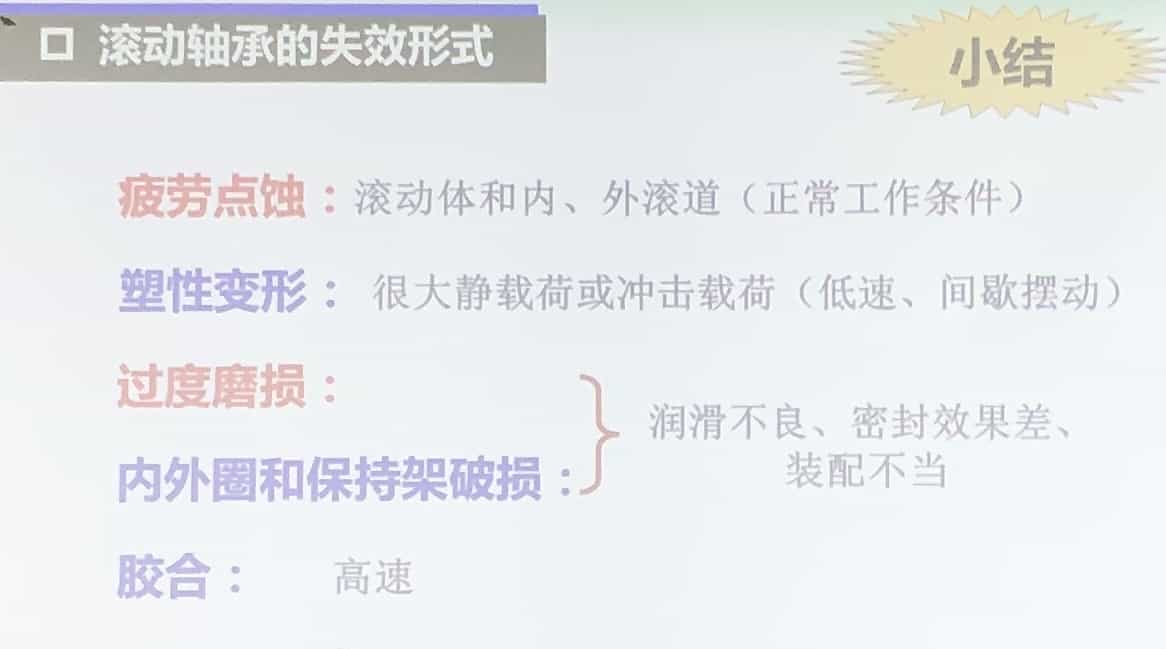 滚动轴承的失效形式
小结
疲劳点蚀：滚动体和内、外滚道（正常工作条件）
塑性变形：很大静载荷或冲击载荷（低速、间歇摆动）
过度磨损：
润滑不良、密封效果差、
装配不当
内外圈和保持架破损：
胶合：高速